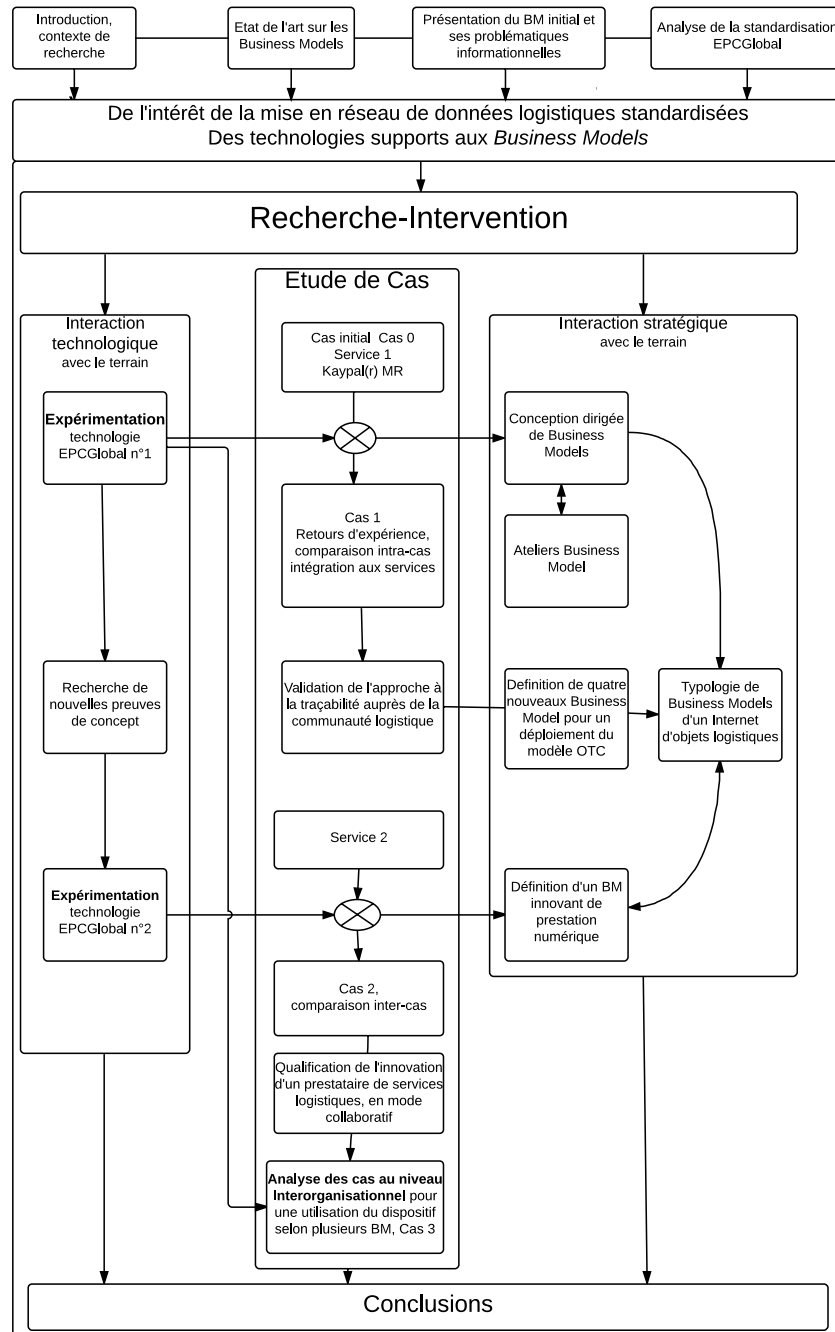 Introduction,
contexte de
recherche
Etat de l'art sur les
Business Models
Présentation du BM initial et
ses problématiques
informationnelles
Analyse de la standardisation
EPCGlobal
De l'intérêt de la mise en réseau de données logistiques standardisées
Des technologies supports aux Business Models
Recherche-Intervention
Interaction
technologique
avec le terrain
Expérimentation
technologie
EPCGlobal n°1
Recherche de
nouvelles preuves
de concept
Expérimentation
technologie
EPCGlobal n°2
Etude de Cas
Cas initial Cas 0
Service 1
Kaypal(r) MR
Cas 1
Retours d'expérience,
comparaison intra-cas
intégration aux services
Validation de l'approche à
la traçabilité auprès de la
communauté logistique
Service 2
Cas 2,
comparaison inter-cas
Qualification de l'innovation
d'un prestataire de services
logistiques, en mode
collaboratif
Analyse des cas au niveau
Interorganisationnel pour
une utilisation du dispositif
selon plusieurs BM, Cas 3
Interaction stratégique
avec le terrain
Conception dirigée
de Business
Models
Ateliers Business
Model
Definition de quatre
nouveaux Business
Model pour un
déploiement du
modèle OTC
Typologie de
Business Models
d'un Internet
d'objets logistiques
Définition d'un BM
innovant de
prestation
numérique
Conclusions